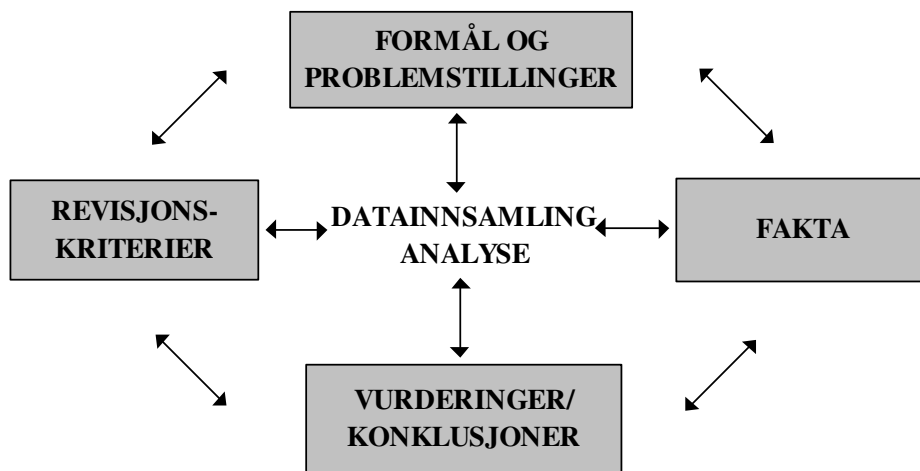 FORMÅL OG
PROBLEMSTILLINGER
REVISJONS-
KRITERIER
DATAINNSAMLING
ANALYSE
FAKTA
VURDERINGER/
KONKLUSJONER